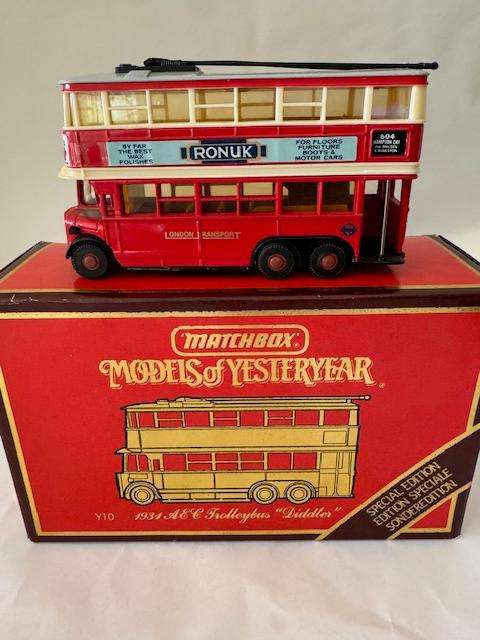 BY FAR
THE BEST
WAX
POLISHES
RONUK
FOR FLOORS
FURNITURE
BOOTS &
MOTOR CARS
604
HAMPTON CRT
LONDON TRANSPORT
MATCHBOX
MODELS of YESTERYEAR
SPECIAL EDITION
EDITION SPECIALE
SONDEREDITION
Y10
1931 AEC Trolleybus "Diddler"